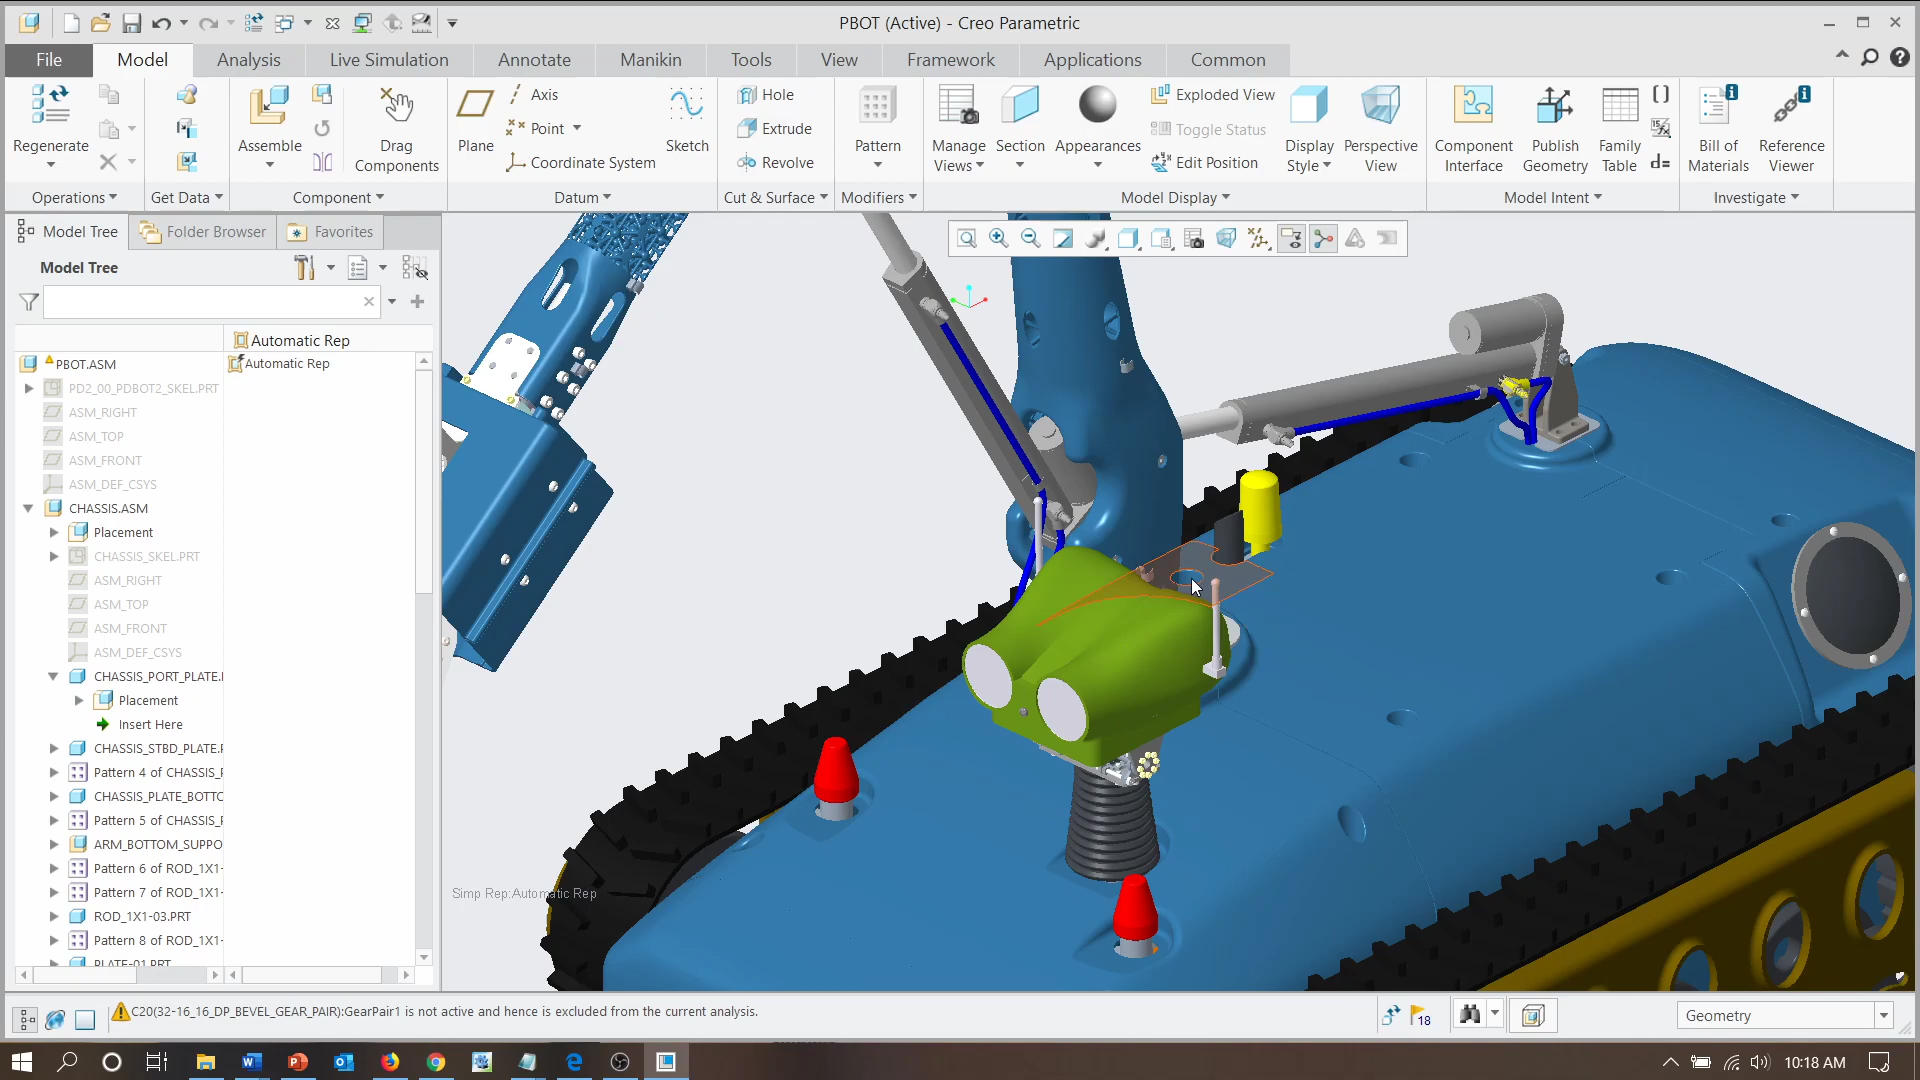 PBOT (Active) - Creo Parametric
File
Model
Analysis
Live Simulation
Annotate
Manikin
Tools
View
Framework
Applications
Common
Regenerate
Assemble
Drag
Components
Plane
Axis
Point
Coordinate System
Sketch
Hole
Extrude
Revolve
Pattern
Manage
Views
Section
Appearances
Exploded View
Toggle Status
Edit Position
Display
Style
Perspective
View
Component
Interface
Publish
Geometry
Family
Table
Bill of
Materials
Reference
Viewer
Operations
Get Data
Component
Datum
Cut & Surface
Modifiers
Model Display
Model Intent
Investigate
Model Tree
Folder Browser
Favorites
Model Tree
Automatic Rep
PBOT.ASM
Automatic Rep
PD2_00_PDBOT2_SKEL.PRT
ASM_RIGHT
ASM_TOP
ASM_FRONT
ASM_DEF_CSYS
CHASSIS.ASM
Placement
CHASSIS_SKEL.PRT
ASM_RIGHT
ASM_TOP
ASM_FRONT
ASM_DEF_CSYS
CHASSIS_PORT_PLATE.
Placement
Insert Here
CHASSIS_STBD_PLATE.
Pattern 4 of CHASSIS_
CHASSIS_PLATE_BOTTO
Pattern 5 of CHASSIS_
ARM_BOTTOM_SUPPO
Pattern 6 of ROD_1X1-
Pattern 7 of ROD_1X1-
ROD_1X1-03.PRT
Pattern 8 of ROD_1X1-
PLATE-01.PRT
Simp Rep:Automatic Rep
C20(32-16_16_DP_BEVEL_GEAR_PAIR):GearPair1 is not active and hence is excluded from the current analysis.
18
Geometry
10:18 AM